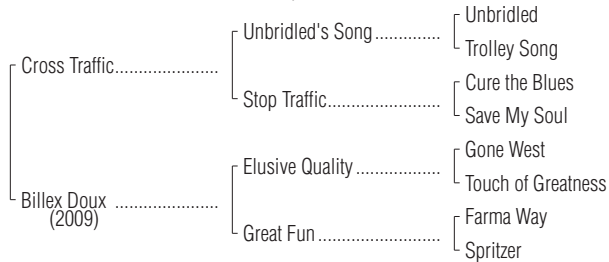 Unbridled
Unbridled's Song ..............
Trolley Song
Cross Traffic ......................
Cure the Blues
Stop Traffic ........................
Save My Soul
Gone West
Elusive Quality ..................
Touch of Greatness
Billex Doux ......................
(2009)
Farma Way
Great Fun ..........................
Spritzer